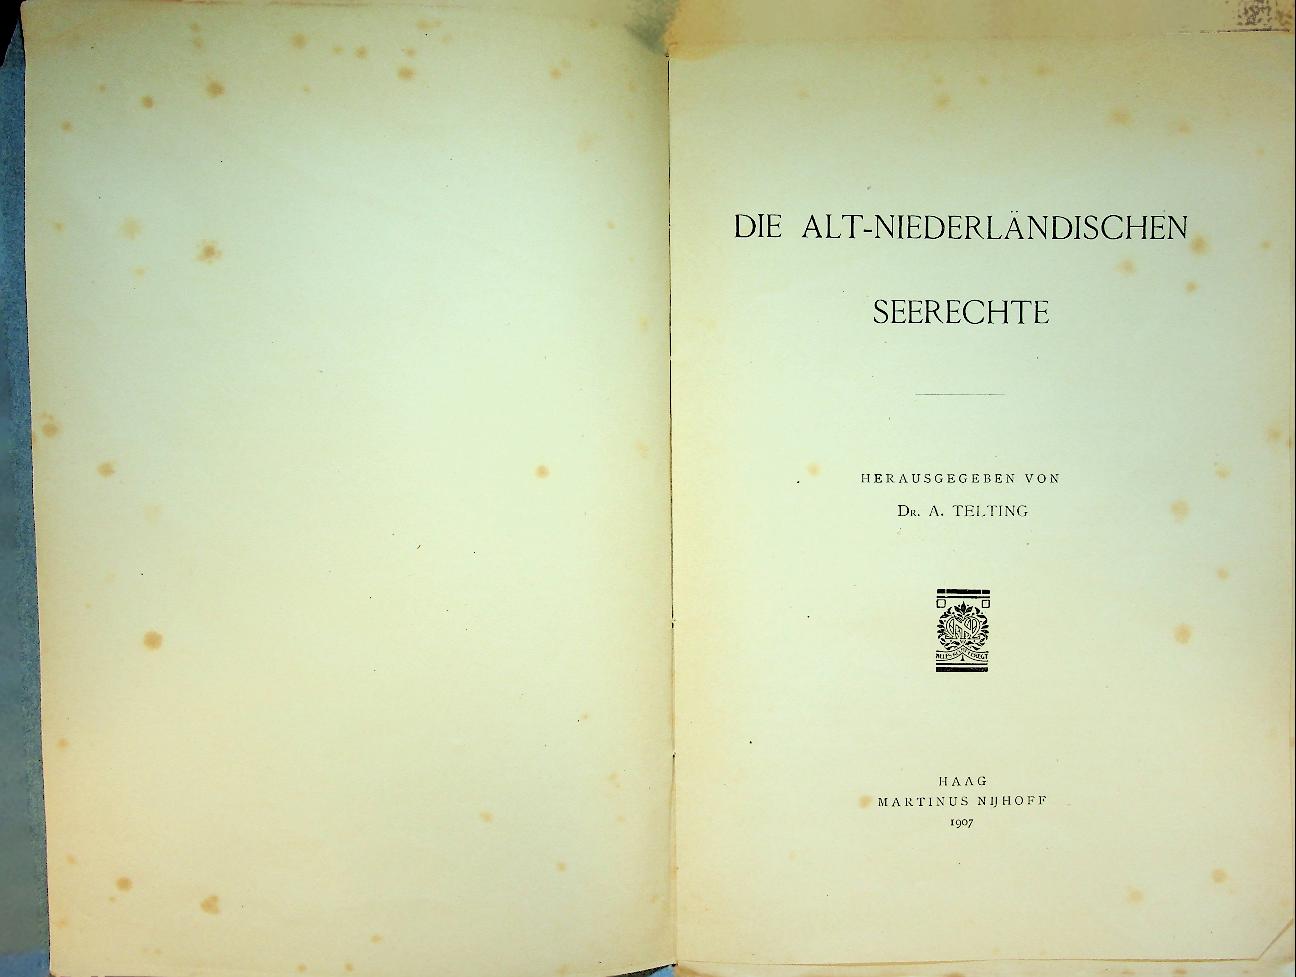 DIE ALT-NIEDERLÄNDISCHEN
SEERECHTE
HERAUSGEGEBEN VON
DR. A. TELTING
HAAG
MARTINUS NIJHOFF
1907